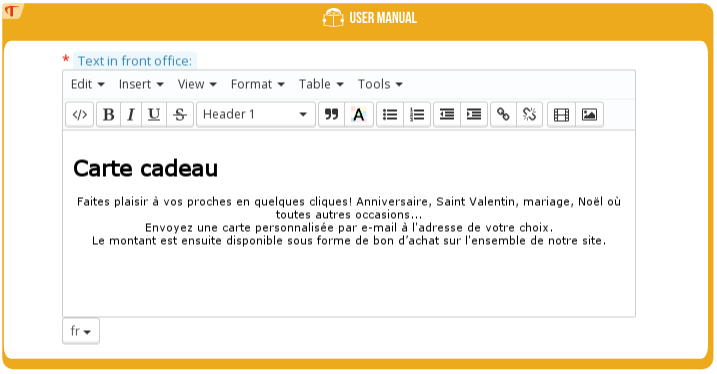 USER MANUAL
* Text in front office:
Edit Insert View Format Table Tools
B I U S Header 1 A
Carte cadeau
Faites plaisir à vos proches en quelques cliques! Anniversaire, Saint Valentin, mariage, Noël où
toutes autres occasions...
Envoyez une carte personnalisée par e-mail à l'adresse de votre choix.
Le montant est ensuite disponible sous forme de bon d’achat sur l'ensemble de notre site.
fr